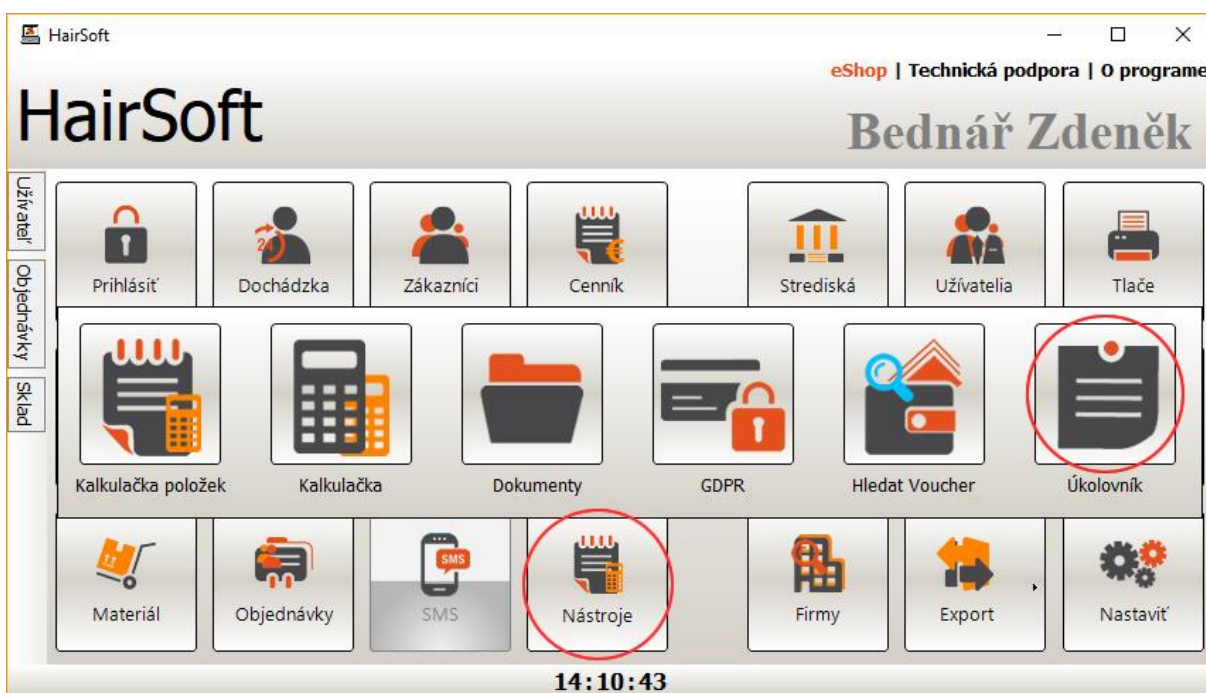 HairSoft
eShop | Technická podpora | O programe
HairSoft
Bednář Zdeněk
Užívateľ
Objednávky
Sklad
Prihlásiť
24
Dochádzka
Zákazníci
€
Cenník
Strediská
Užívatelia
Tlače
Kalkulačka položek
Kalkulačka
Dokumenty
GDPR
Hledat Voucher
Úkolovník
Materiál
Objednávky
SMS
SMS
Nástroje
Firmy
Export
Nastaviť
14:10:43